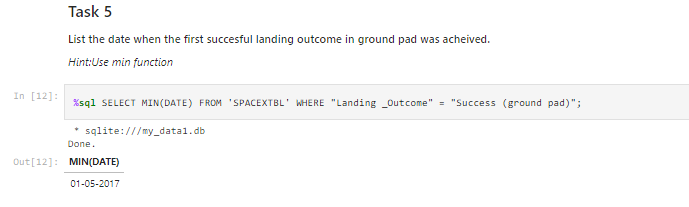 Task 5
List the date when the first succesful landing outcome in ground pad was acheived.
Hint:Use min function
In [12]: %sql SELECT MIN(DATE) FROM 'SPACEXTBL' WHERE "Landing _Outcome" = "Success (ground pad)";
* sqlite:///my_data1.db
Done.
Out[12]: MIN(DATE)
01-05-2017